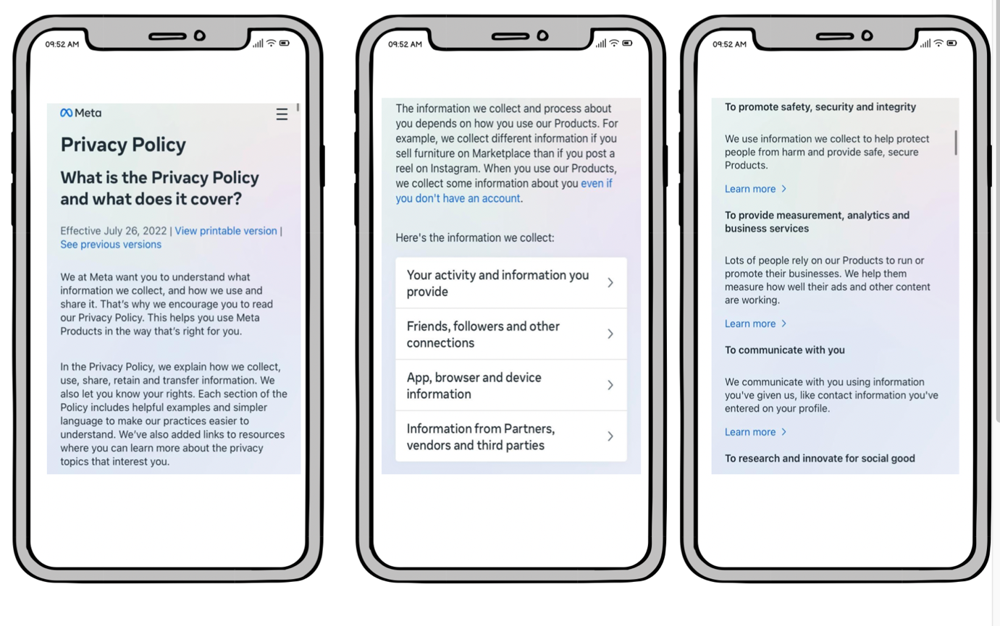 09:52 AM
Meta
Privacy Policy
What is the Privacy Policy
and what does it cover?
Effective July 26, 2022 | View printable version |
See previous versions
We at Meta want you to understand what
information we collect, and how we use and
share it. That's why we encourage you to read
our Privacy Policy. This helps you use Meta
Products in the way that's right for you.
In the Privacy Policy, we explain how we collect,
use, share, retain and transfer information. We
also let you know your rights. Each section of the
Policy includes helpful examples and simpler
language to make our practices easier to
understand. We've also added links to resources
where you can learn more about the privacy
topics that interest you.
09:52 AM
The information we collect and process about
you depends on how you use our Products. For
example, we collect different information if you
sell furniture on Marketplace than if you post a
reel on Instagram. When you use our Products,
we collect some information about you even if
you don't have an account.
Here's the information we collect:
Your activity and information you
provide
Friends, followers and other
connections
App, browser and device
information
Information from Partners,
vendors and third parties
09:52 AM
To promote safety, security and integrity
We use information we collect to help protect
people from harm and provide safe, secure
Products.
Learn more
To provide measurement, analytics and
business services
Lots of people rely on our Products to run or
promote their businesses. We help them
measure how well their ads and other content
are working.
Learn more
To communicate with you
We communicate with you using information
you've given us, like contact information you've
entered on your profile.
Learn more
To research and innovate for social good